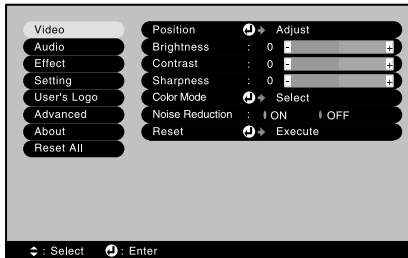 Video
Audio
Effect
Setting
User's Logo
Advanced
About
Reset All
Position Adjust
Brightness : 0 - +
Contrast : 0 - +
Sharpness : 0 - +
Color Mode Select
Noise Reduction : ON OFF
Reset Execute
: Select : Enter